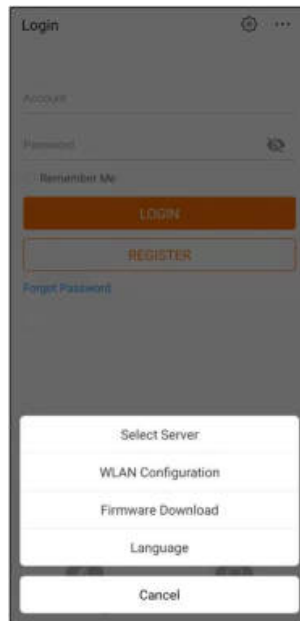 Login
Account
Password
Remember Me
LOGIN
REGISTER
Forgot Password
Select Server
WLAN Configuration
Firmware Download
Language
Cancel